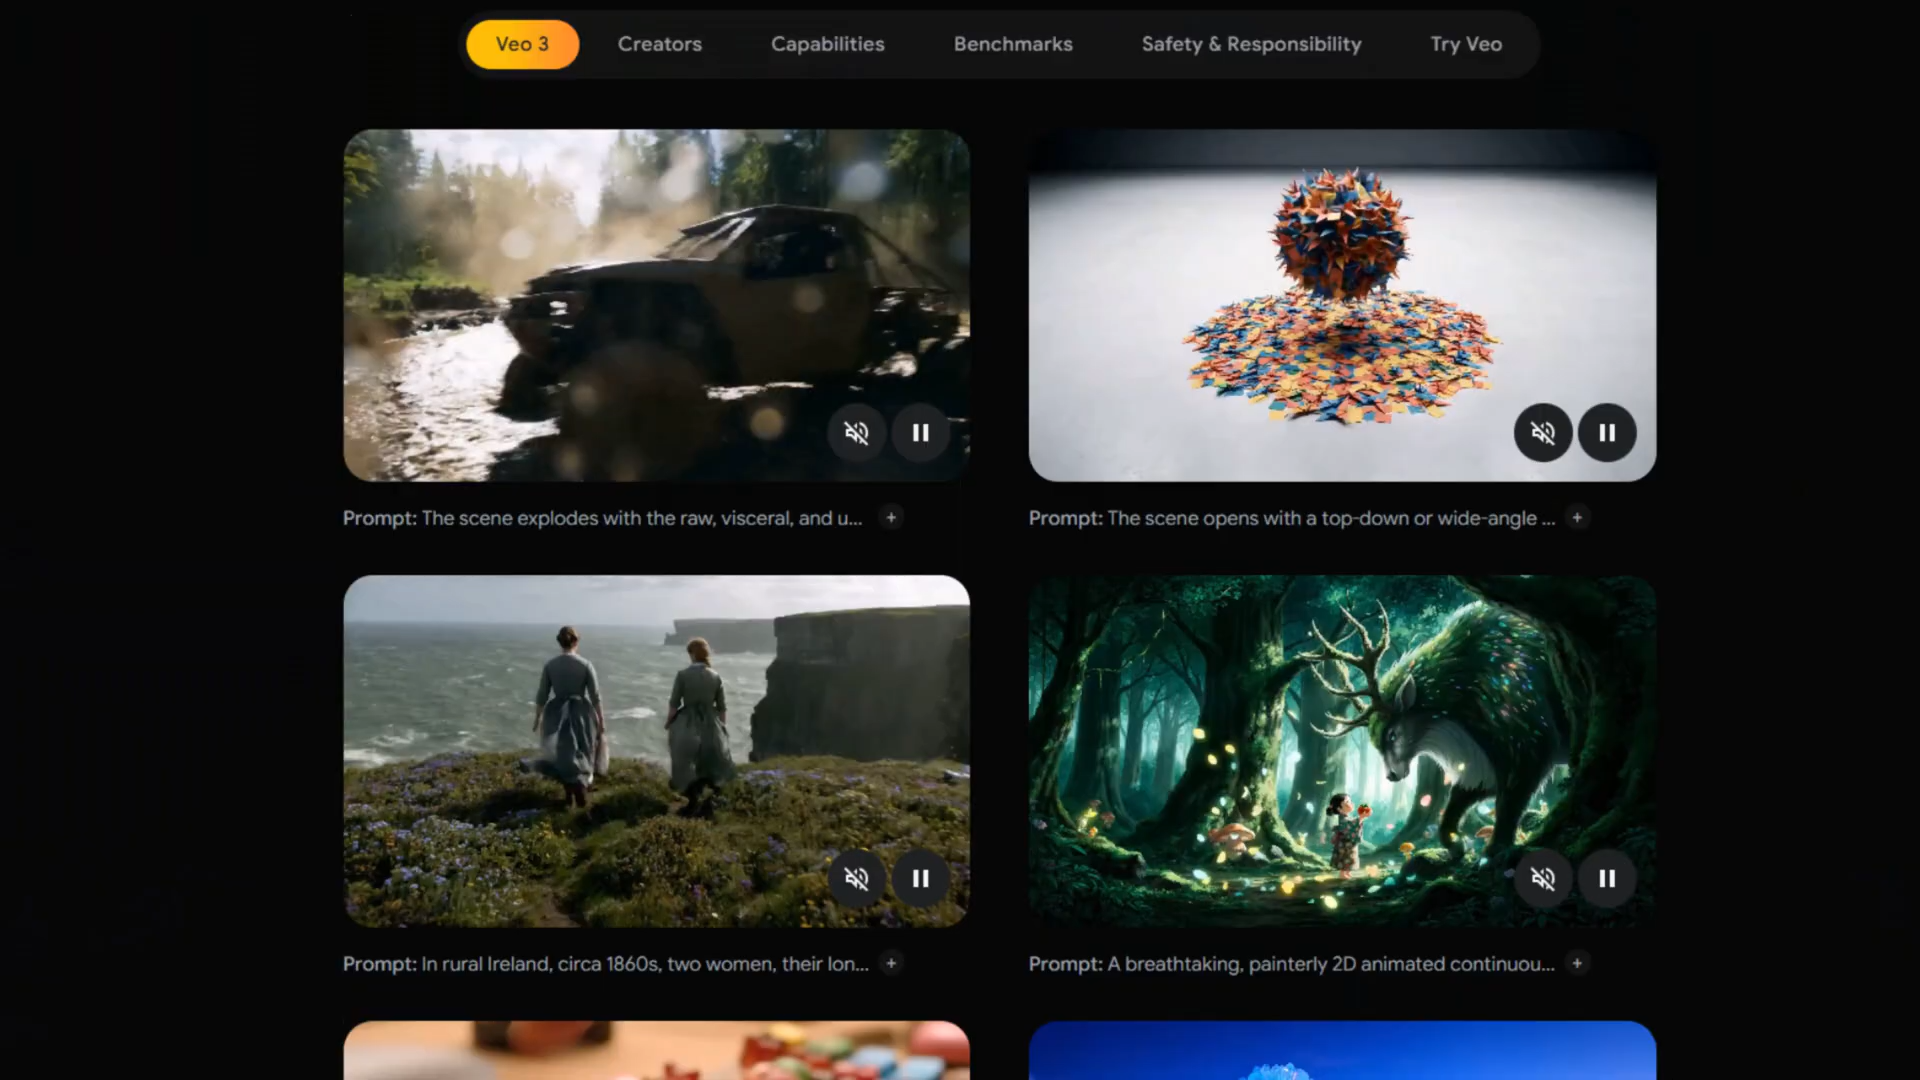 Veo 3
Creators
Capabilities
Benchmarks
Safety & Responsibility
Try Veo
Prompt: The scene explodes with the raw, visceral, and u...
Prompt: The scene opens with a top-down or wide-angle ...
Prompt: In rural Ireland, circa 1860s, two women, their lon...
Prompt: A breathtaking, painterly 2D animated continuou...